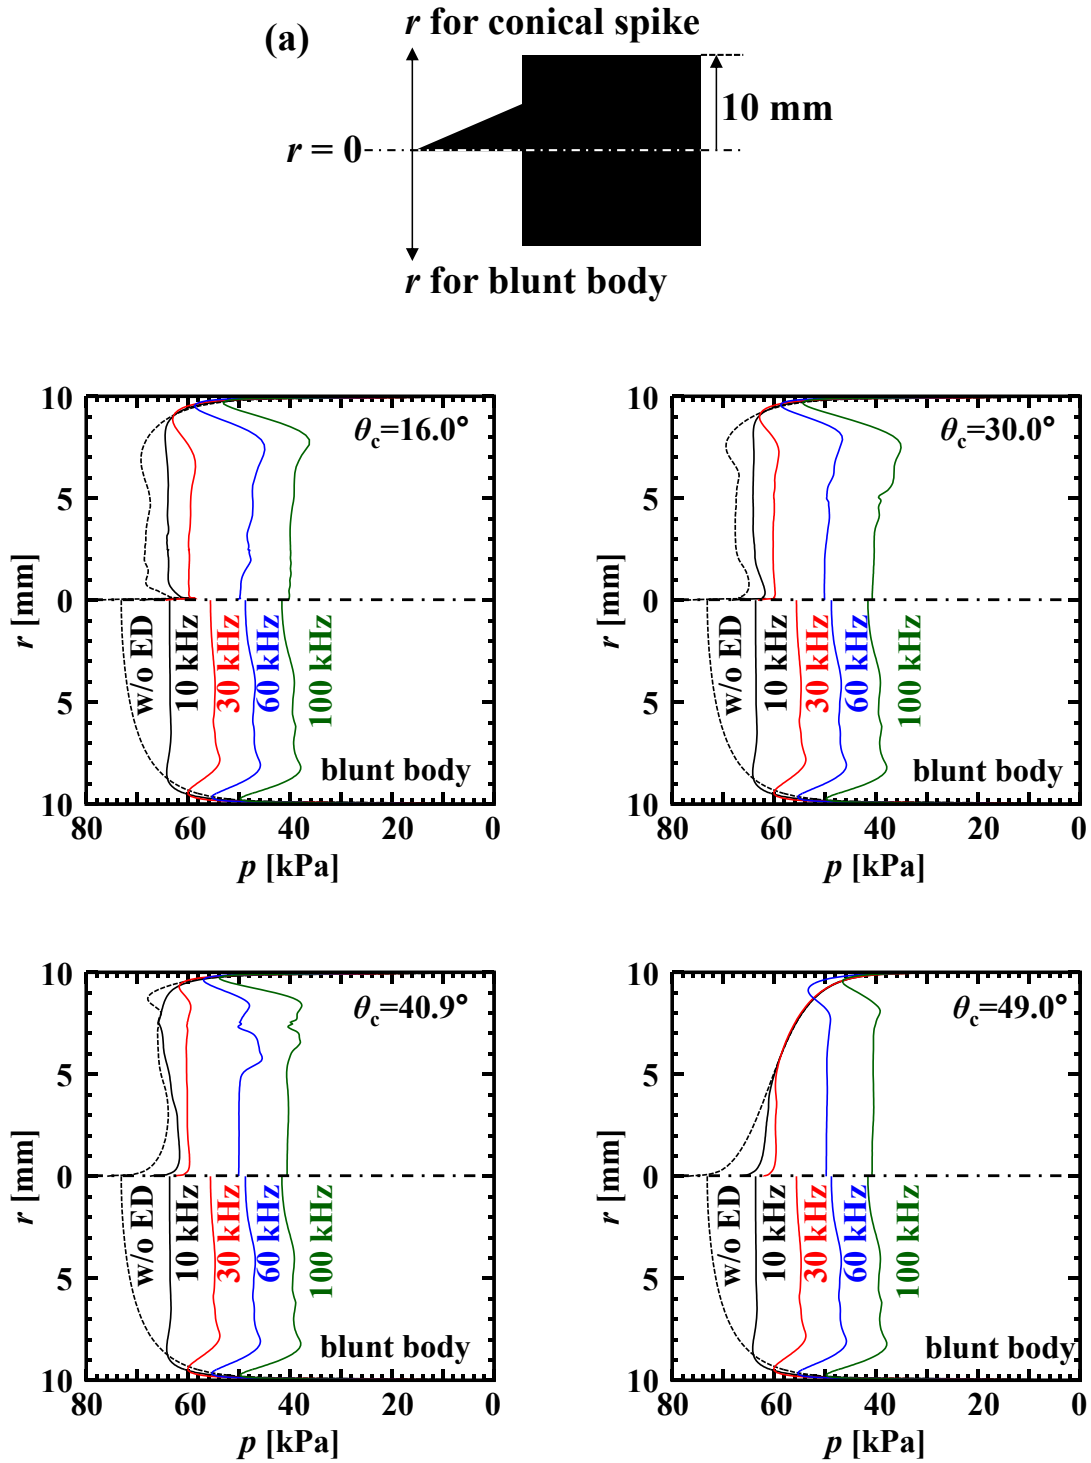 (a)
r for conical spike
10 mm
r = 0
r for blunt body
10
5
0
5
10
r [mm]
θc=16.0°
w/o ED
10 kHz
30 kHz
60 kHz
100 kHz
blunt body
80 60 40 20 0
p [kPa]
10
5
0
5
10
r [mm]
θc=30.0°
w/o ED
10 kHz
30 kHz
60 kHz
100 kHz
blunt body
80 60 40 20 0
p [kPa]
10
5
0
5
10
r [mm]
θc=40.9°
w/o ED
10 kHz
30 kHz
60 kHz
100 kHz
blunt body
80 60 40 20 0
p [kPa]
10
5
0
5
10
r [mm]
θc=49.0°
w/o ED
10 kHz
30 kHz
60 kHz
100 kHz
blunt body
80 60 40 20 0
p [kPa]